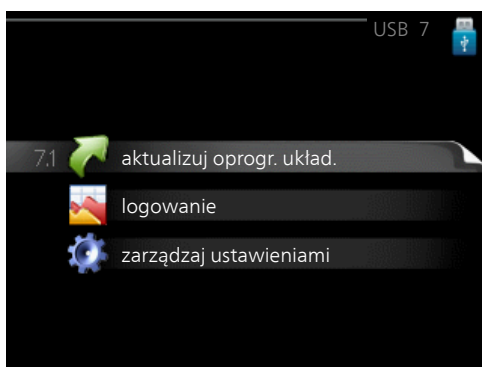 USB 7
7.1 aktualizuj oprogr. układ.
logowanie
zarządzaj ustawieniami